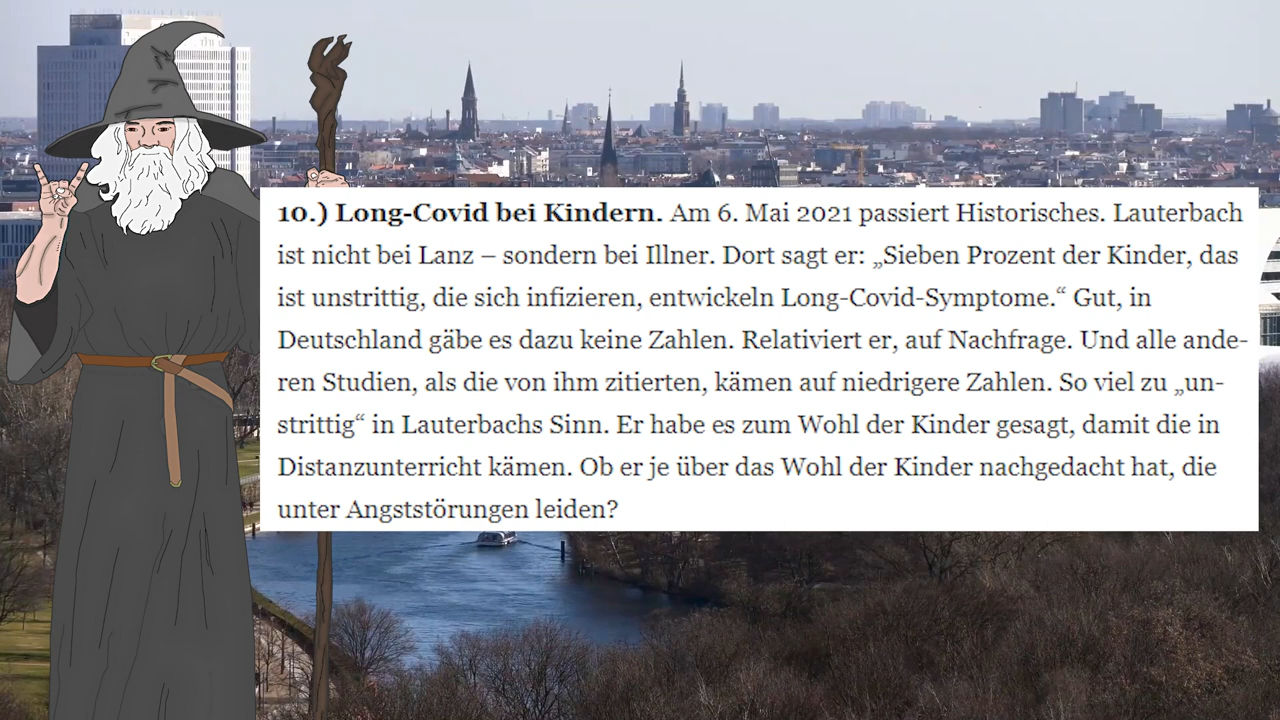 10.) Long-Covid bei Kindern. Am 6. Mai 2021 passiert Historisches. Lauterbach
ist nicht bei Lanz – sondern bei Illner. Dort sagt er: „Sieben Prozent der Kinder, das
ist unstrittig, die sich infizieren, entwickeln Long-Covid-Symptome.“ Gut, in
Deutschland gäbe es dazu keine Zahlen. Relativiert er, auf Nachfrage. Und alle ande-
ren Studien, als die von ihm zitierten, kämen auf niedrigere Zahlen. So viel zu „un-
strittig“ in Lauterbachs Sinn. Er habe es zum Wohl der Kinder gesagt, damit die in
Distanzunterricht kämen. Ob er je über das Wohl der Kinder nachgedacht hat, die
unter Angststörungen leiden?